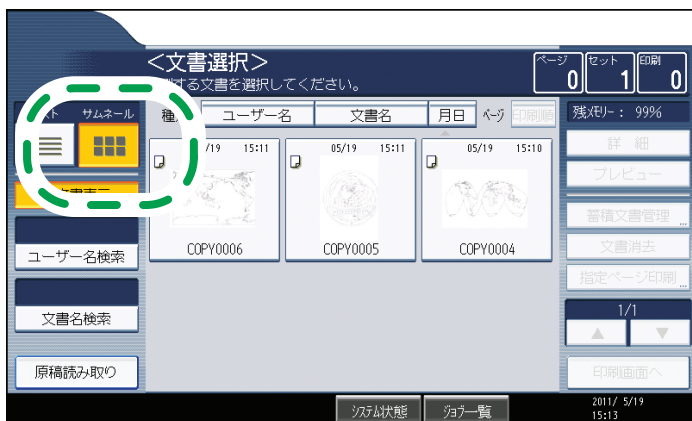 <文書選択>
する文書を選択してください。
ページ
0
セット
1
印刷
0
サムネール
ユーザー名
文書名
月日
ページ
印刷順
残メモリー： 99%
/19 15:11
COPY0006
05/19 15:11
COPY0005
05/19 15:10
COPY0004
詳 細
プレビュー
蓄積文書管理
文書消去
指定ページ印刷
1/1
印刷画面へ
ユーザー名検索
文書名検索
原稿読み取り
システム状態
ジョブ一覧
2011/ 5/19
15:13